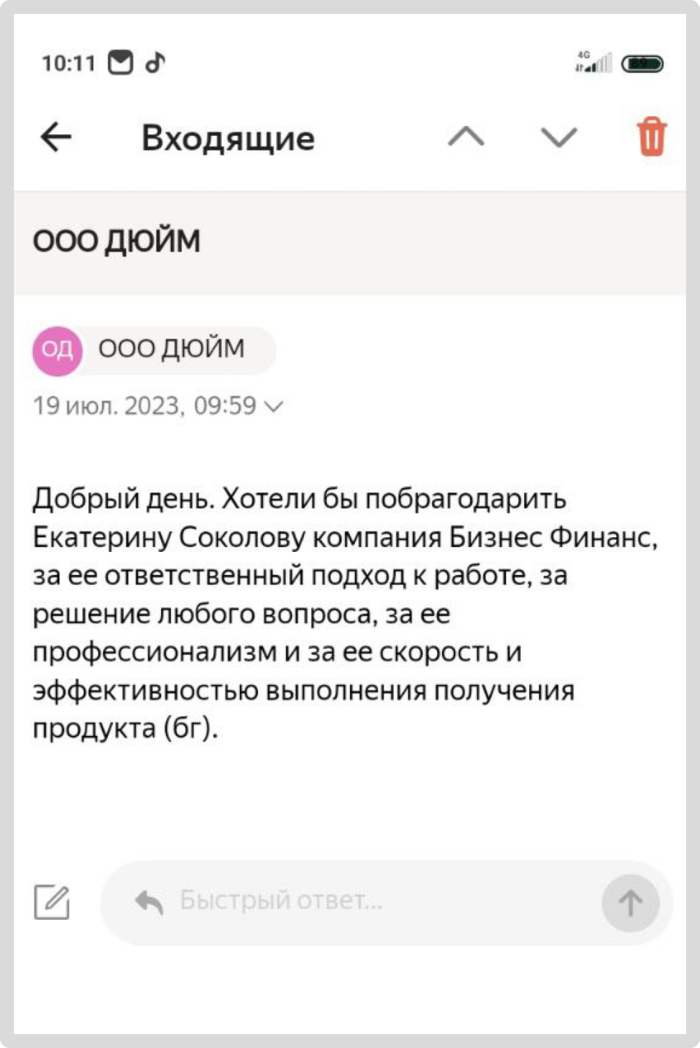 10:11
4G
89
Входящие
ООО ДЮЙМ
ОД ООО ДЮЙМ
19 июл. 2023, 09:59
Добрый день. Хотели бы побрагодарить
Екатерину Соколову компания Бизнес Финанс,
за ее ответственный подход к работе, за
решение любого вопроса, за ее
профессионализм и за ее скорость и
эффективностью выполнения получения
продукта (бг).
Быстрый ответ...